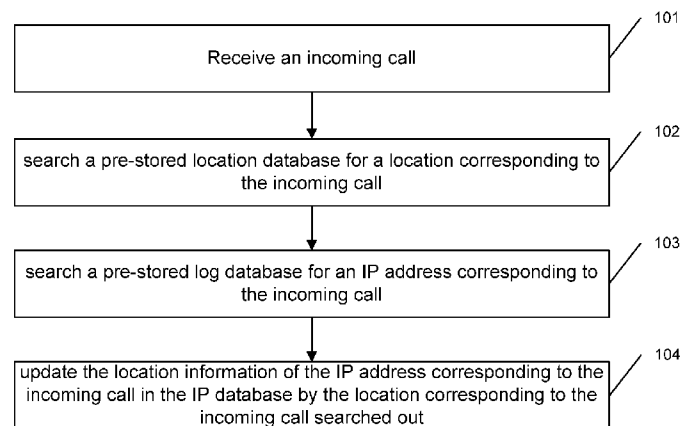 101
Receive an incoming call
102
search a pre-stored location database for a location corresponding to
the incoming call
103
search a pre-stored log database for an IP address corresponding to
the incoming call
104
update the location information of the IP address corresponding to the
incoming call in the IP database by the location corresponding to the
incoming call searched out